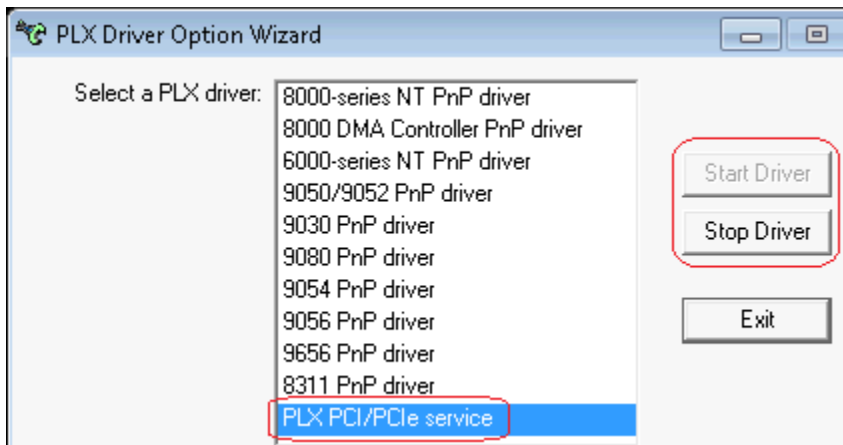 PLX Driver Option Wizard
Select a PLX driver:
8000-series NT PnP driver
8000 DMA Controller PnP driver
6000-series NT PnP driver
9050/9052 PnP driver
9030 PnP driver
9080 PnP driver
9054 PnP driver
9056 PnP driver
9656 PnP driver
8311 PnP driver
PLX PCI/PCIe service
Start Driver
Stop Driver
Exit